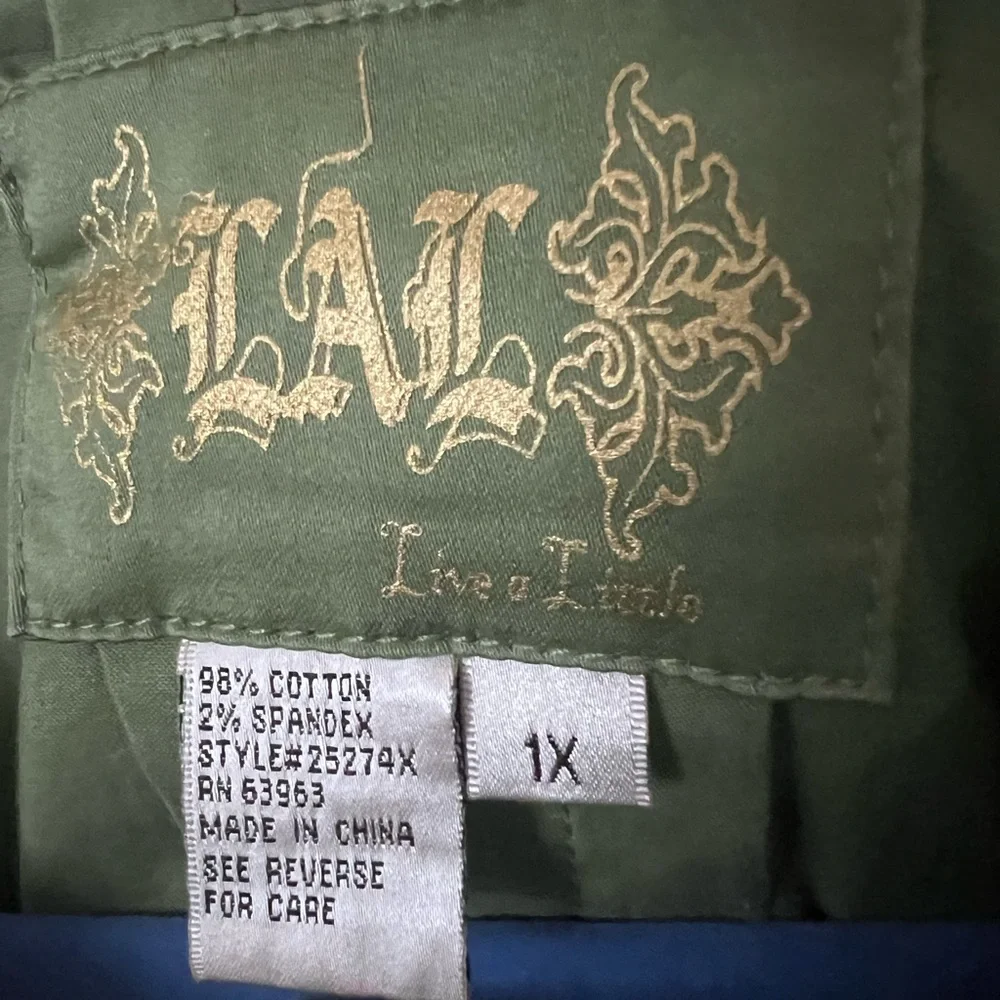 LAL
Live a Little
98% COTTON
2% SPANDEX
STYLE#25274X
RN 63963
MADE IN CHINA
SEE REVERSE
FOR CARE
1X